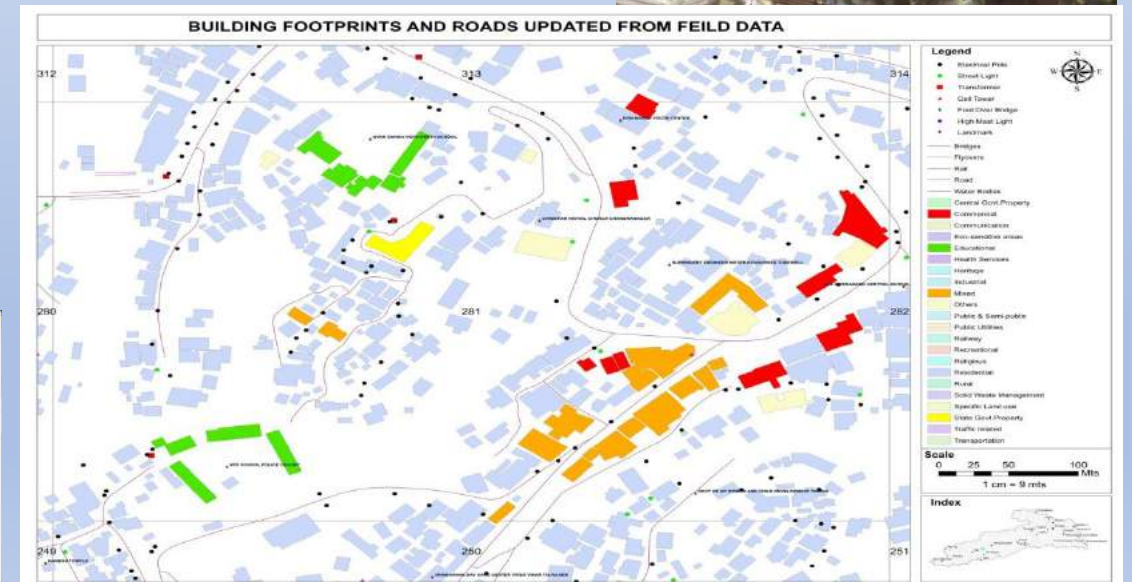 BUILDING FOOTPRINTS AND ROADS UPDATED FROM FEILD DATA
312
313
314
280
281
282
249
250
251
Legend
Electrical Pole
Street Light
Transformer
Cell Tower
Foot Over Bridge
High Mast Light
Landmark
Bridges
Flyovers
Rail
Road
Water Bodies
Central Govt.Property
Commerical
Communication
Eco-sensitive areas
Educational
Health Services
Heritage
Industrial
Mixed
Others
Public & Semi-public
Public Utilities
Railway
Recreational
Religious
Residential
Rural
Solid Waste Management
Specific Land use
State Govt.Property
Traffic related
Transportation
N
W
E
S
Scale
0 25 50 100
Mts
1 cm = 9 mts
Index